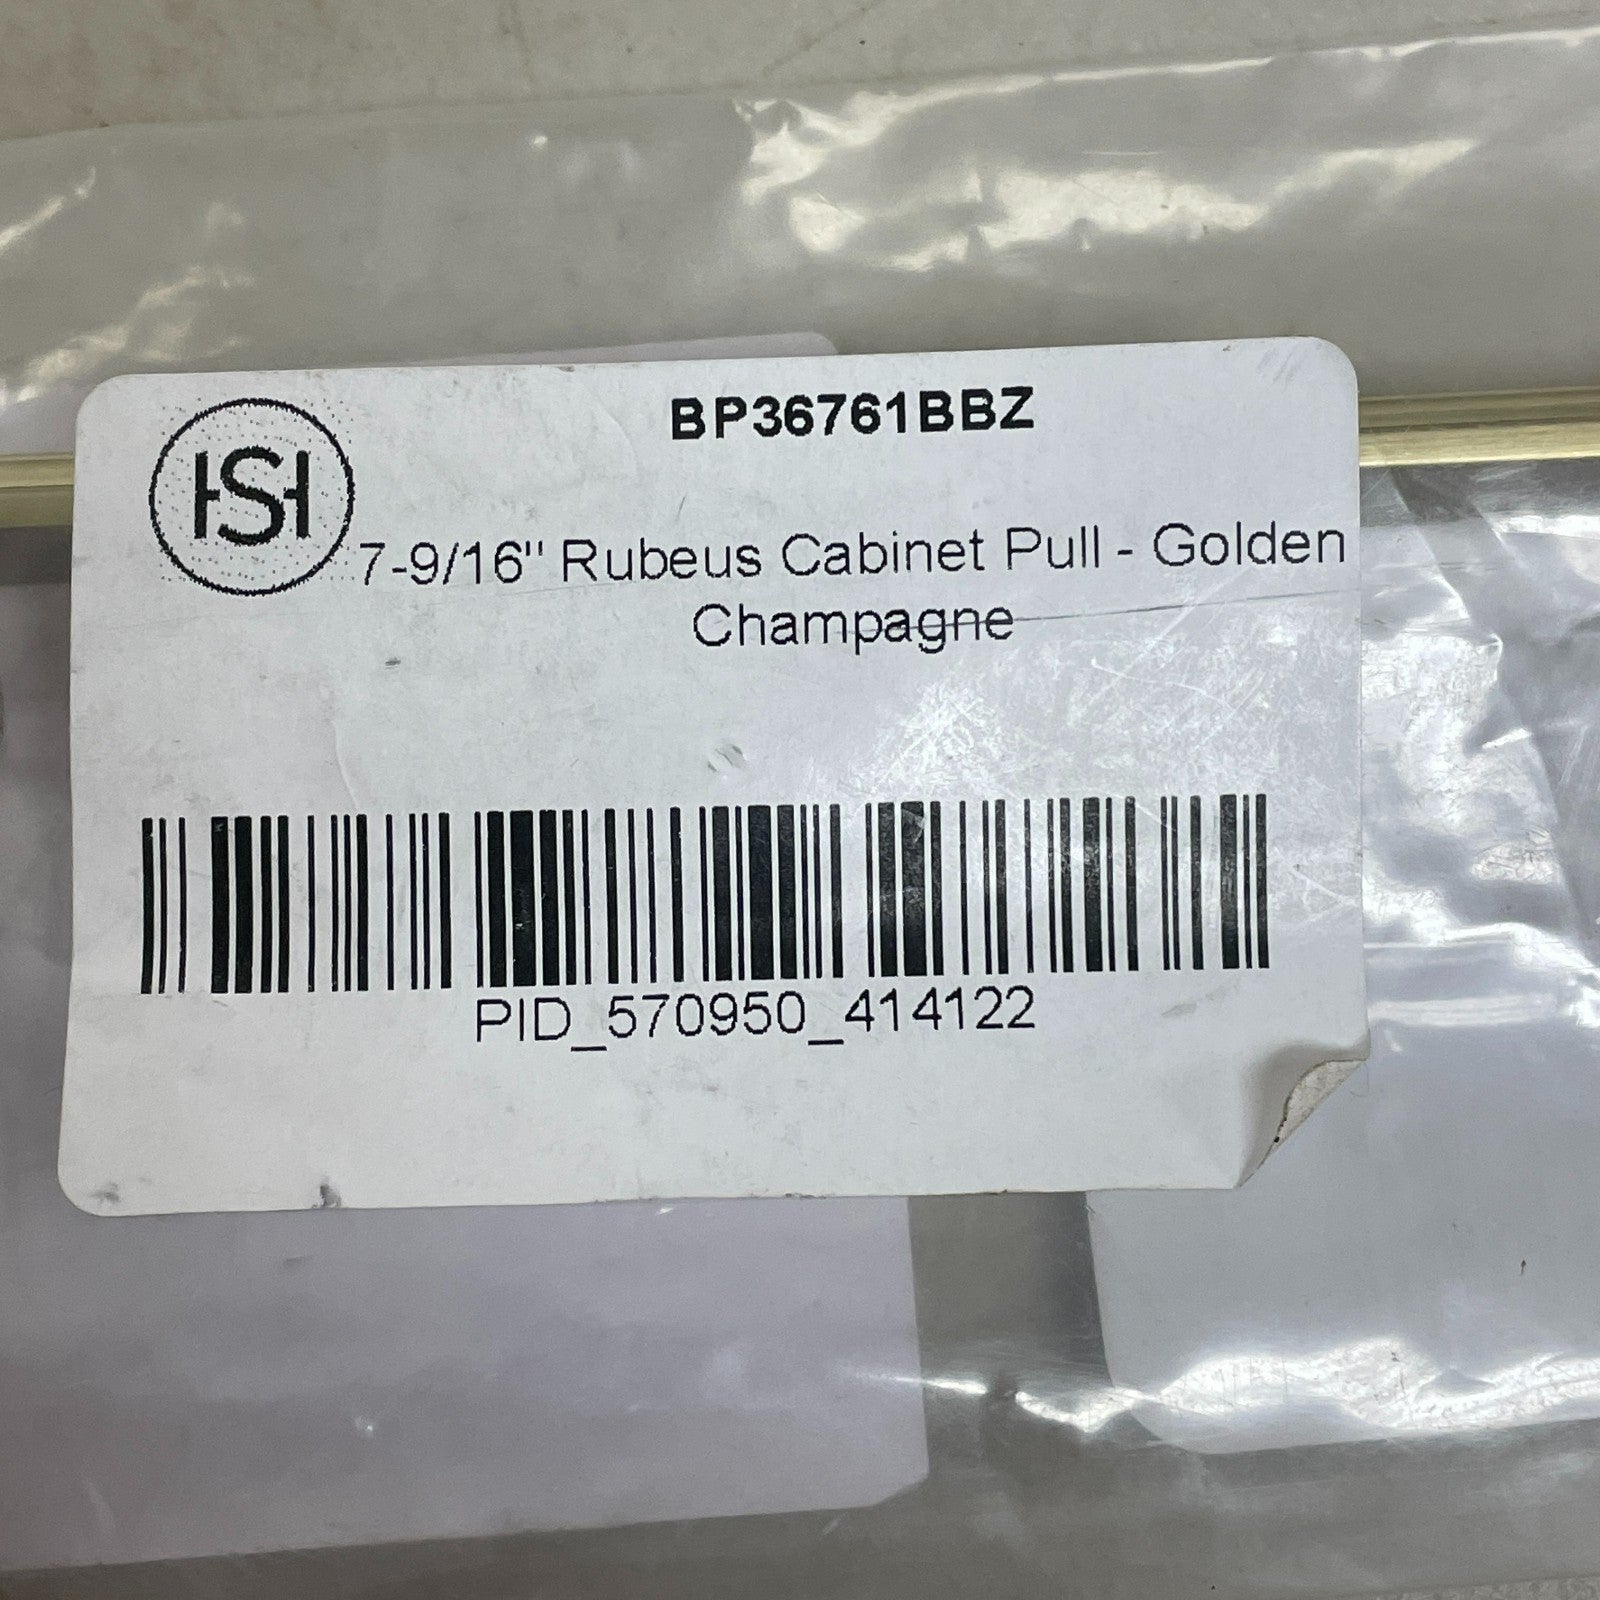 BP36761BBZ
HSH
7-9/16" Rubeus Cabinet Pull - Golden
Champagne
PID_570950_414122